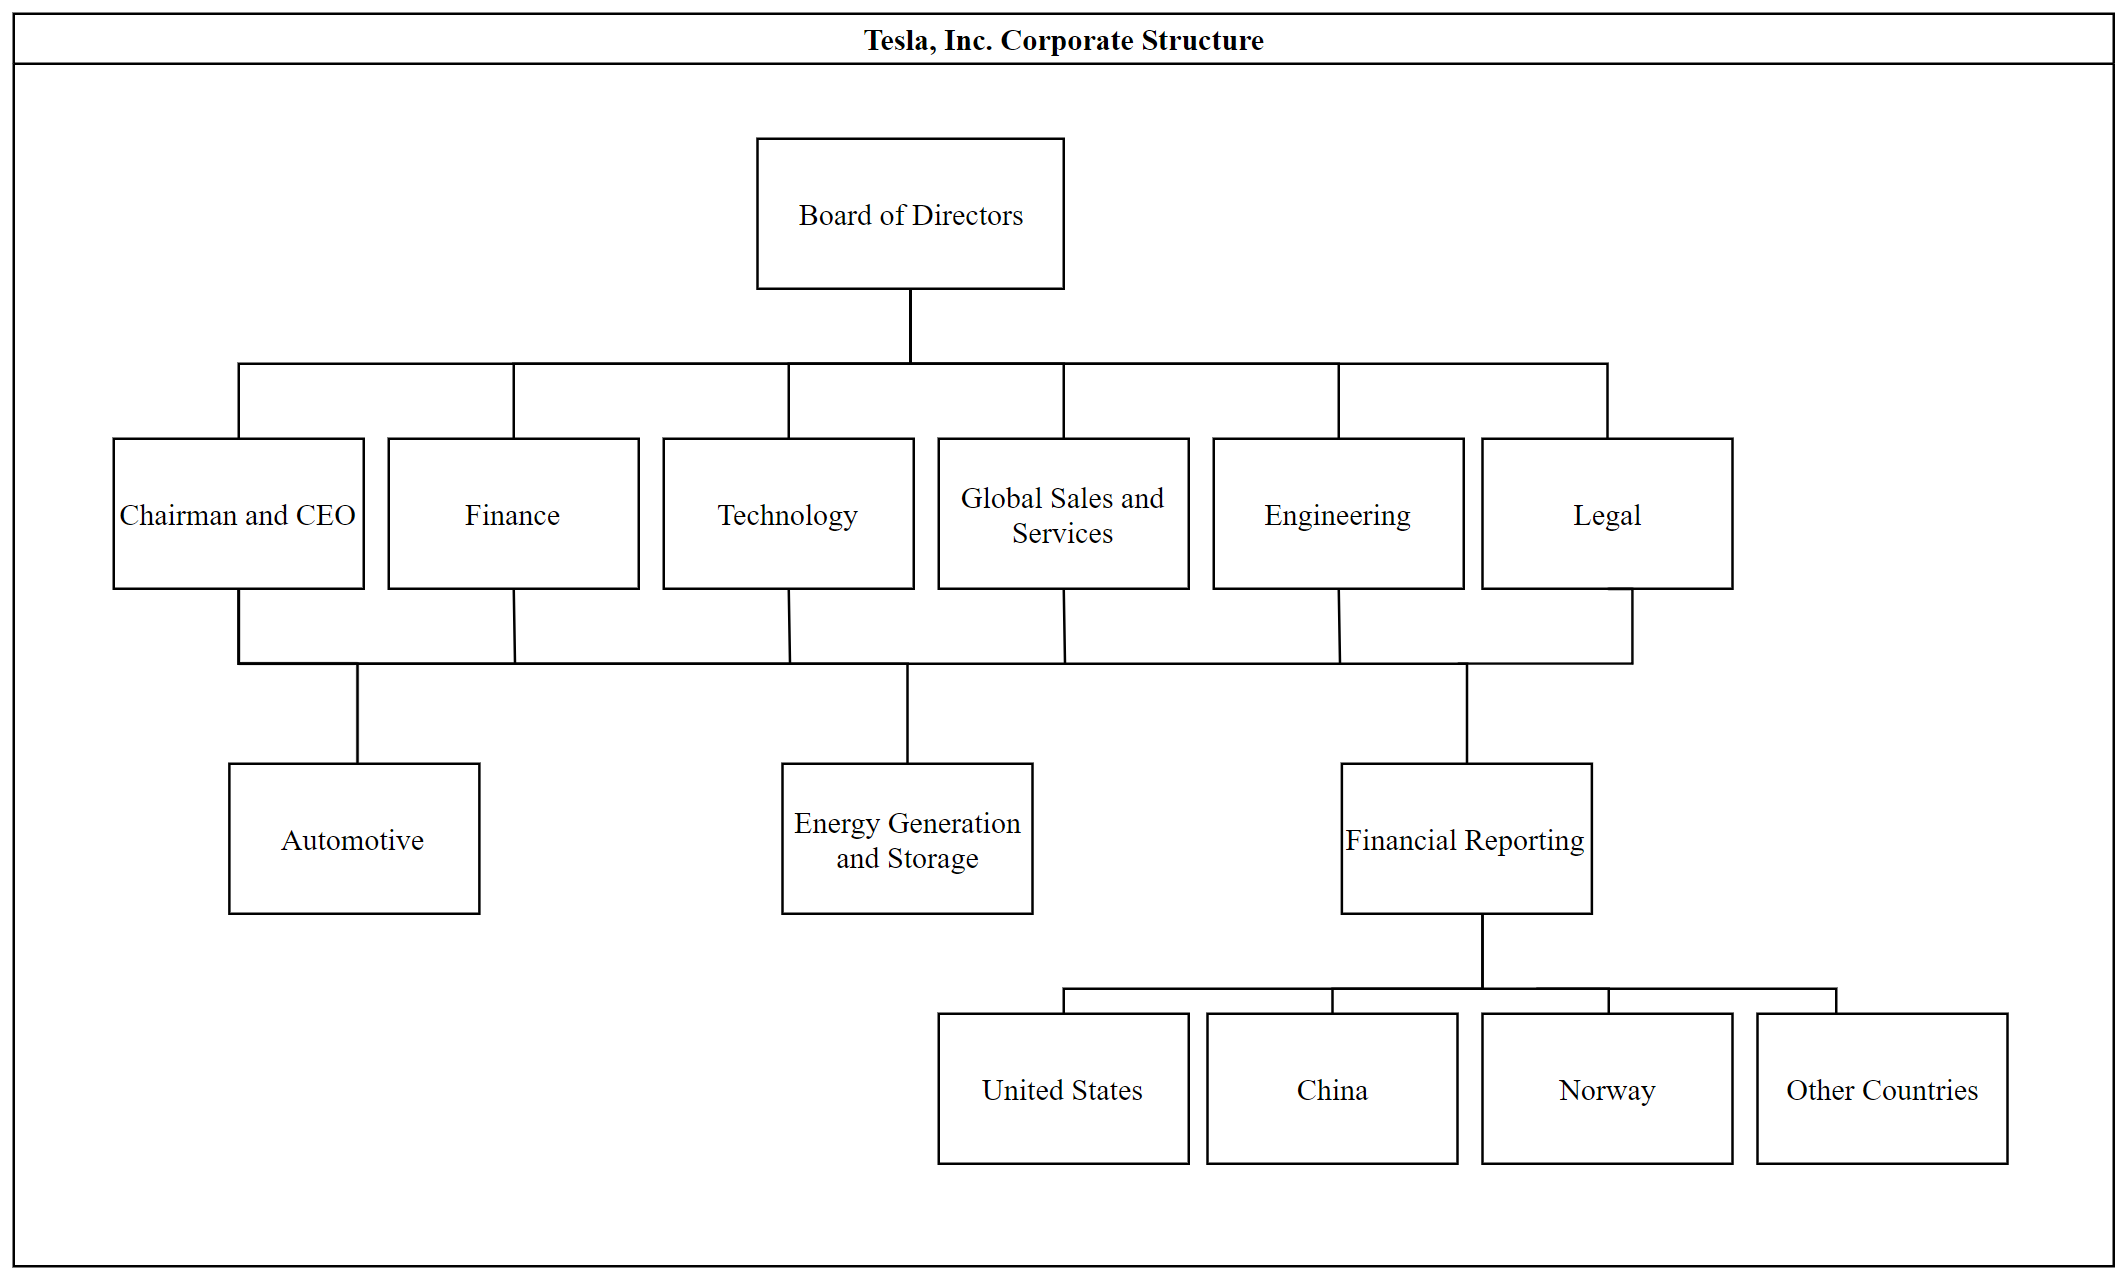 Tesla, Inc. Corporate Structure
Board of Directors
Chairman and CEO
Finance
Technology
Global Sales and
Services
Engineering
Legal
Automotive
Energy Generation
and Storage
Financial Reporting
United States
China
Norway
Other Countries